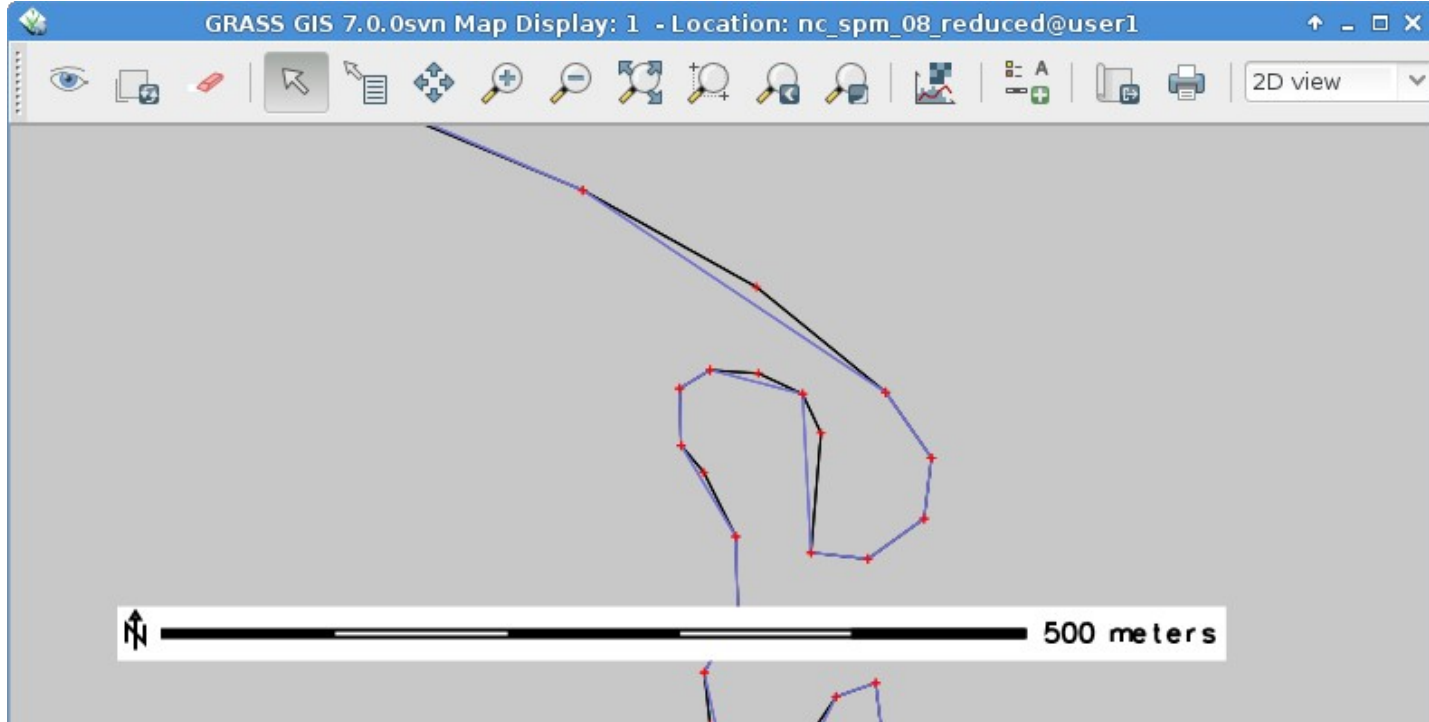 GRASS GIS 7.0.0svn Map Display: 1 - Location: nc_spm_08_reduced@user1
A
2D view
N
500 meters